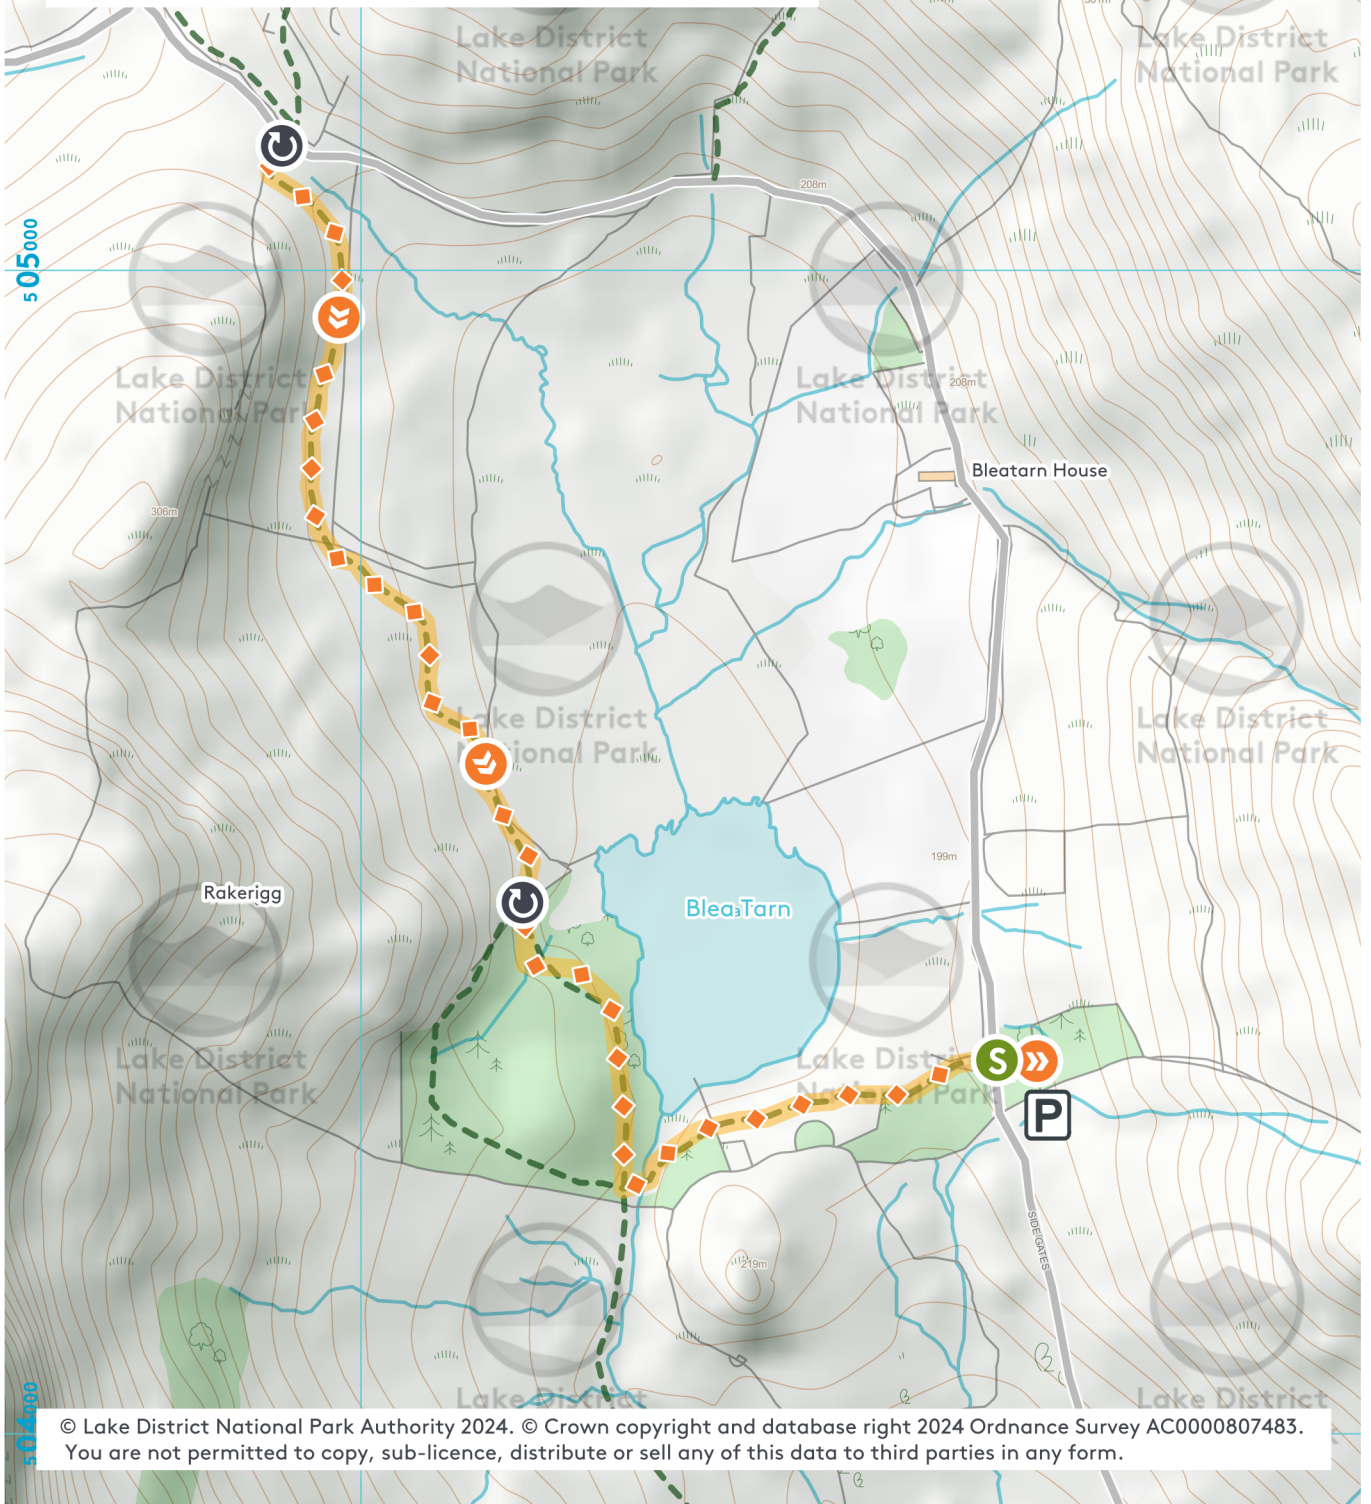 Lake District
National Park
Lake District
National Park
208m
505000
Lake District
National Park
Lake District
National Park
208m
Bleatarn House
306m
Lake District
National Park
Lake District
National Park
199m
Rakerigg
Blea Tarn
Lake District
National Park
Lake District
National Park
S
P
SIDE GATES
219m
Lake District
Lake District
504000
© Lake District National Park Authority 2024. © Crown copyright and database right 2024 Ordnance Survey AC0000807483.
You are not permitted to copy, sub-licence, distribute or sell any of this data to third parties in any form.